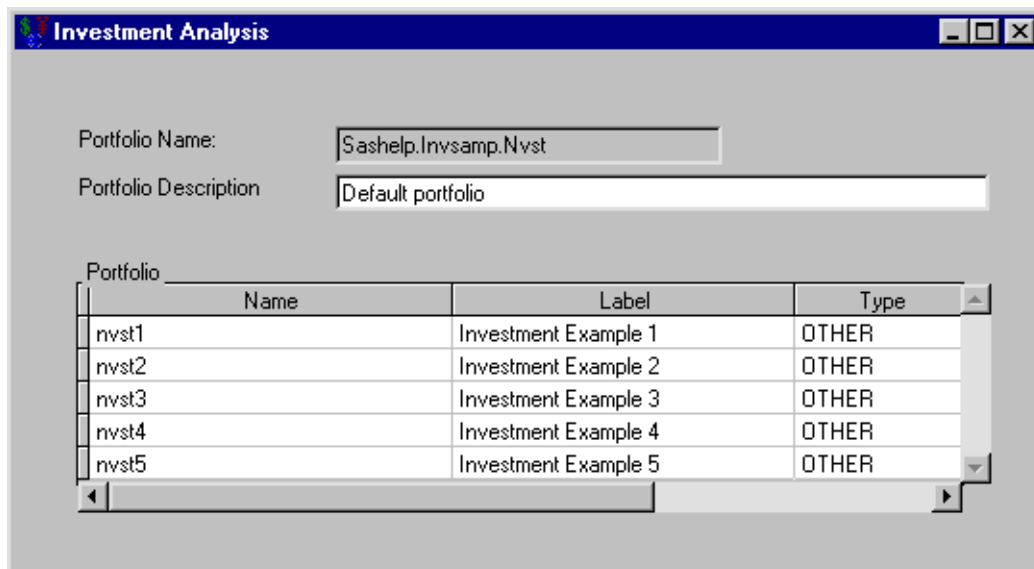 Investment Analysis
Portfolio Name: Sashelp.Invsamp.Nvst
Portfolio Description Default portfolio
Portfolio
Name Label Type
nvst1 Investment Example 1 OTHER
nvst2 Investment Example 2 OTHER
nvst3 Investment Example 3 OTHER
nvst4 Investment Example 4 OTHER
nvst5 Investment Example 5 OTHER